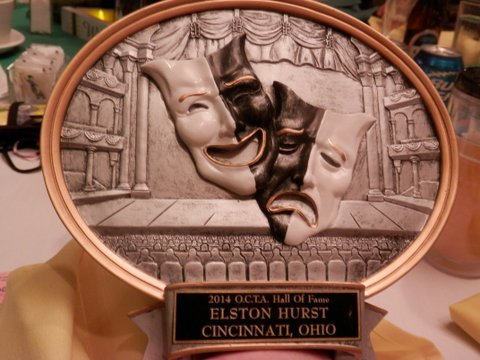 2014 O.C.T.A. Hall Of Fame
ELSTON HURST
CINCINNATI, OHIO